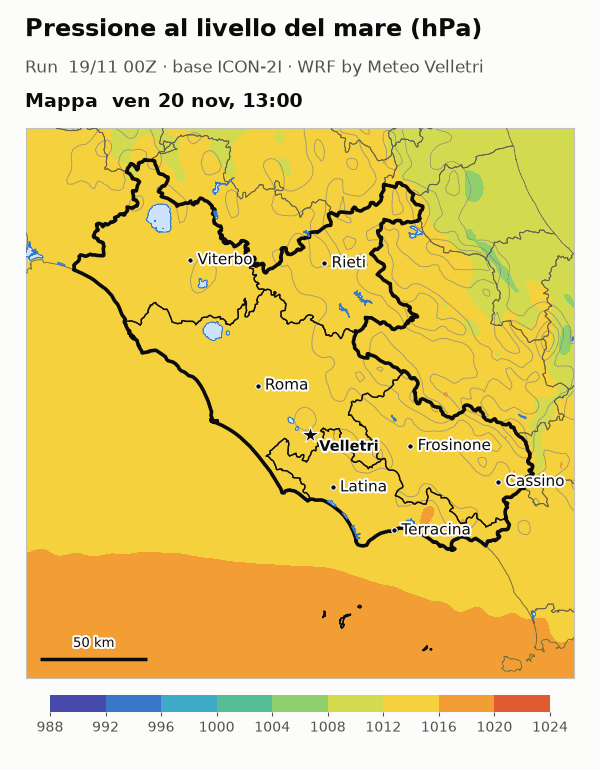 Pressione al livello del mare (hPa)
Run  19/11 00Z · base ICON-2I · WRF by Meteo Velletri
Mappa  ven 20 nov, 13:00
Viterbo
Rieti
Roma
Velletri
Frosinone
Cassino
Latina
Terracina
50 km
988 992 996 1000 1004 1008 1012 1016 1020 1024